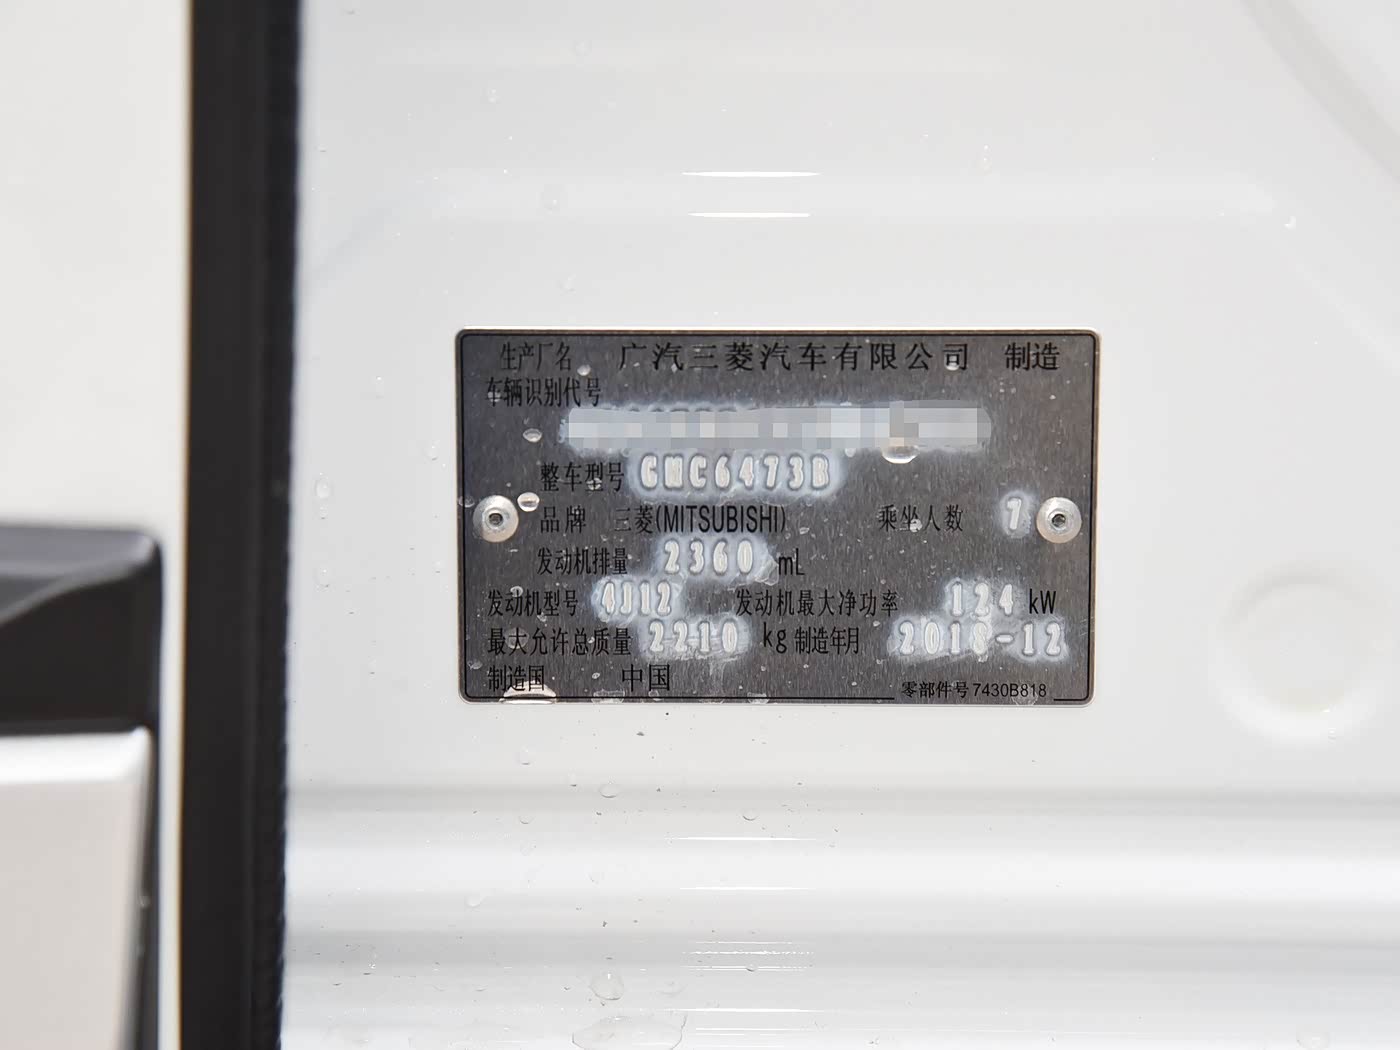 生产厂名 广汽三菱汽车有限公司 制造
车辆识别代号
整车型号 GMC6473B
品牌 三菱(MITSUBISHI) 乘坐人数 7
发动机排量 2360 mL
发动机型号 4J12 发动机最大净功率 124 kW
最大允许总质量 2210 kg 制造年月 2018-12
制造国 中国
零部件号 7430B818